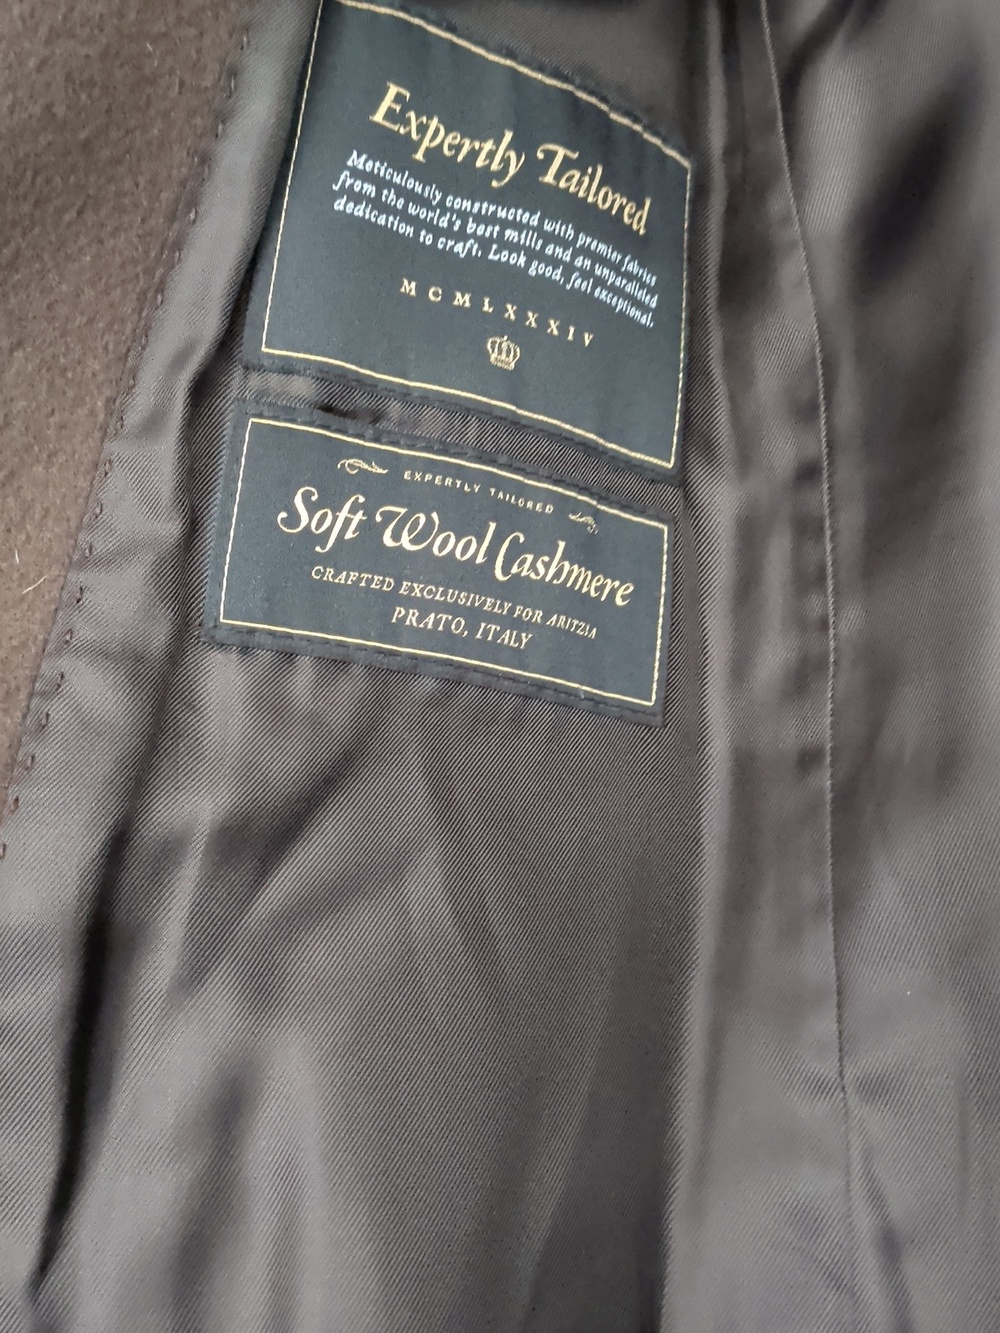 Expertly Tailored
Meticulously constructed with premier fabrics
from the world's best mills and an unparalleled
dedication to craft. Look good, feel exceptional.
MCMLXXXIV
EXPERTLY TAILORED
Soft Wool Cashmere
CRAFTED EXCLUSIVELY FOR ARITZIA
PRATO, ITALY